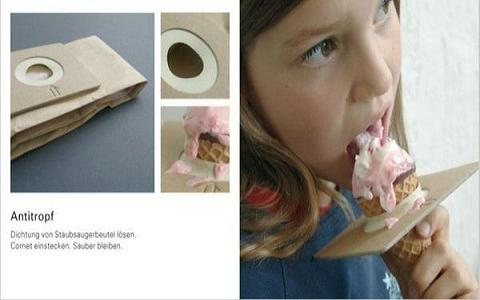 Antitropf
Dichtung von Staubsaugerbeutel lösen.
Cornet einstecken. Sauber bleiben.